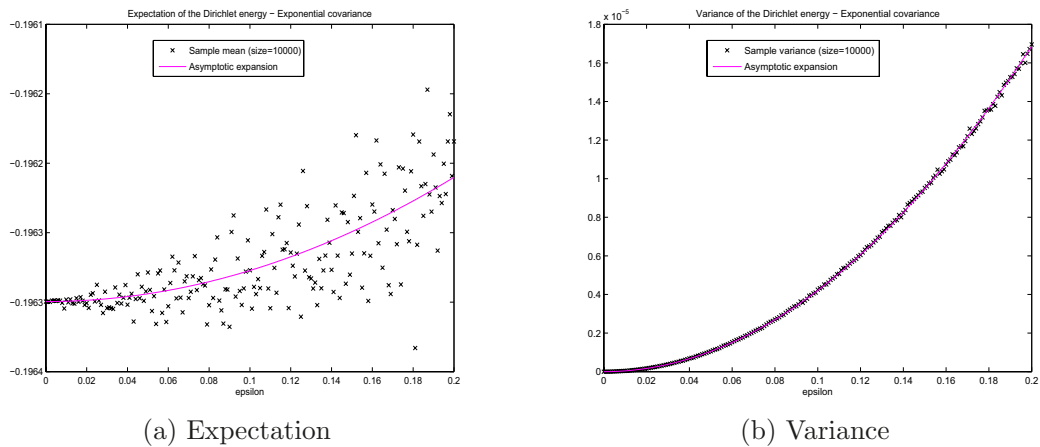 Expectation of the Dirichlet energy − Exponential covariance
−0.1961
−0.1962
−0.1962
−0.1963
−0.1963
−0.1964
× Sample mean (size=10000)
Asymptotic expansion
0 0.02 0.04 0.06 0.08 0.1 0.12 0.14 0.16 0.18 0.2
epsilon
(a) Expectation
Variance of the Dirichlet energy − Exponential covariance
x 10⁻⁵
1.8
1.6
1.4
1.2
1
0.8
0.6
0.4
0.2
0
× Sample variance (size=10000)
Asymptotic expansion
0 0.02 0.04 0.06 0.08 0.1 0.12 0.14 0.16 0.18 0.2
epsilon
(b) Variance